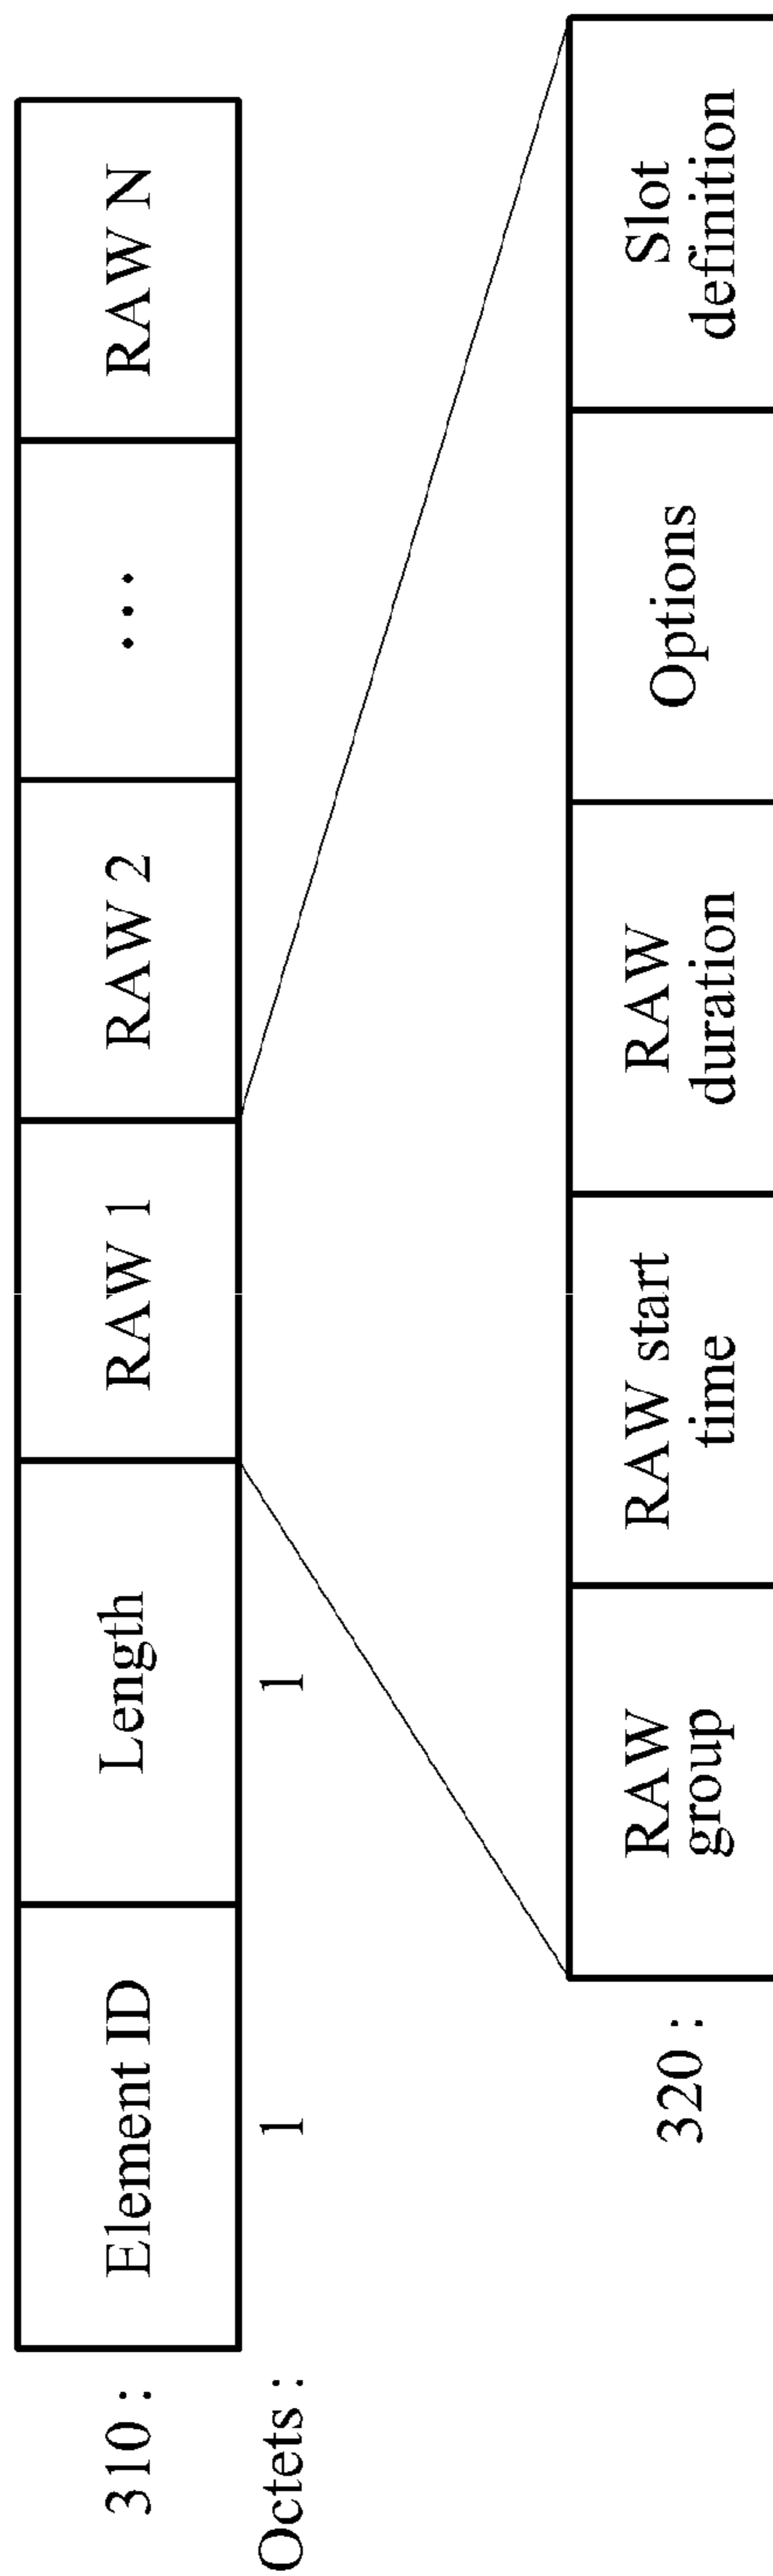 310 :
Element ID
Length
RAW 1
RAW 2
...
RAW N
Octets :
1
1
320 :
RAW
group
RAW start
time
RAW
duration
Options
Slot
definition